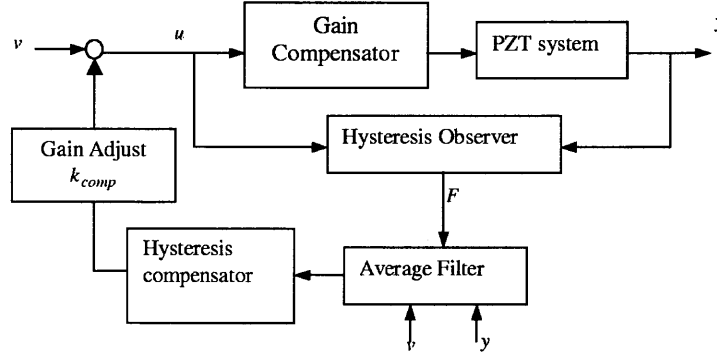 v
u
Gain
Compensator
PZT system
Gain Adjust
k_comp
Hysteresis Observer
F
Hysteresis
compensator
Average Filter
v
y